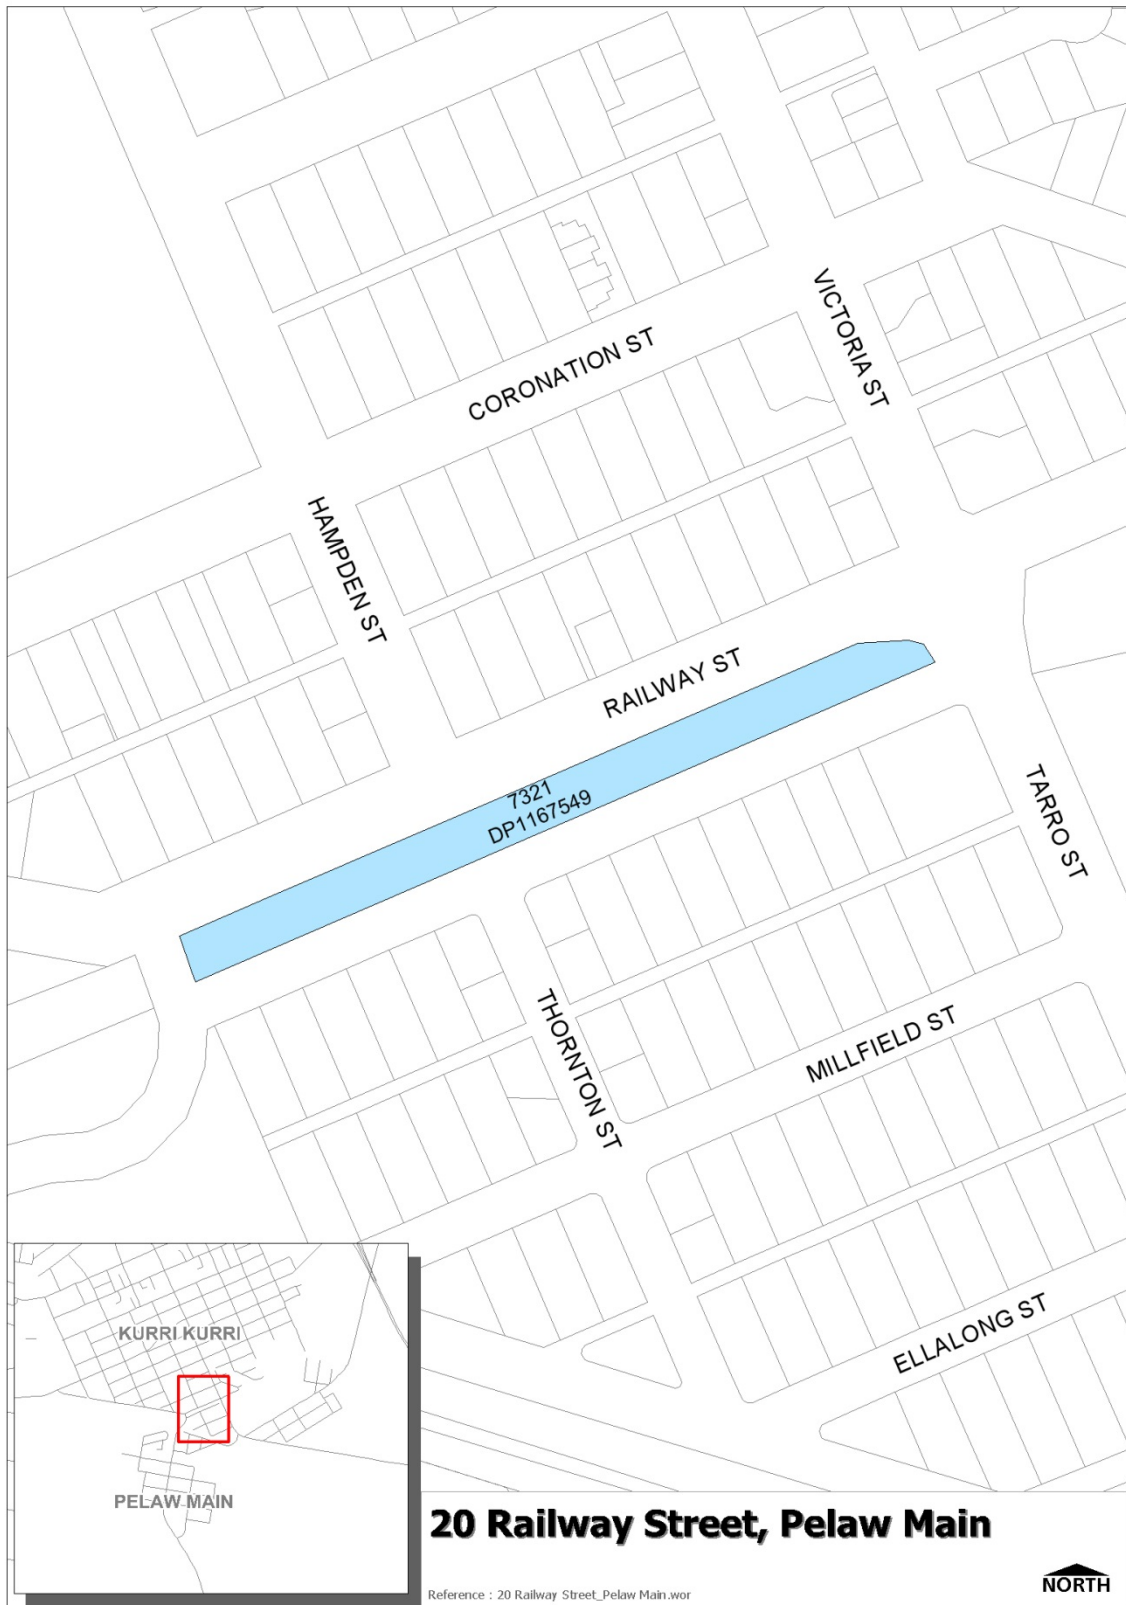 VICTORIA ST
CORONATION ST
HAMPDEN ST
RAILWAY ST
7321
DP1167549
TARRO ST
THORNTON ST
MILLFIELD ST
ELLALONG ST
KURRI KURRI
PELAW MAIN
20 Railway Street, Pelaw Main
Reference : 20 Railway Street_Pelaw Main.wor
NORTH